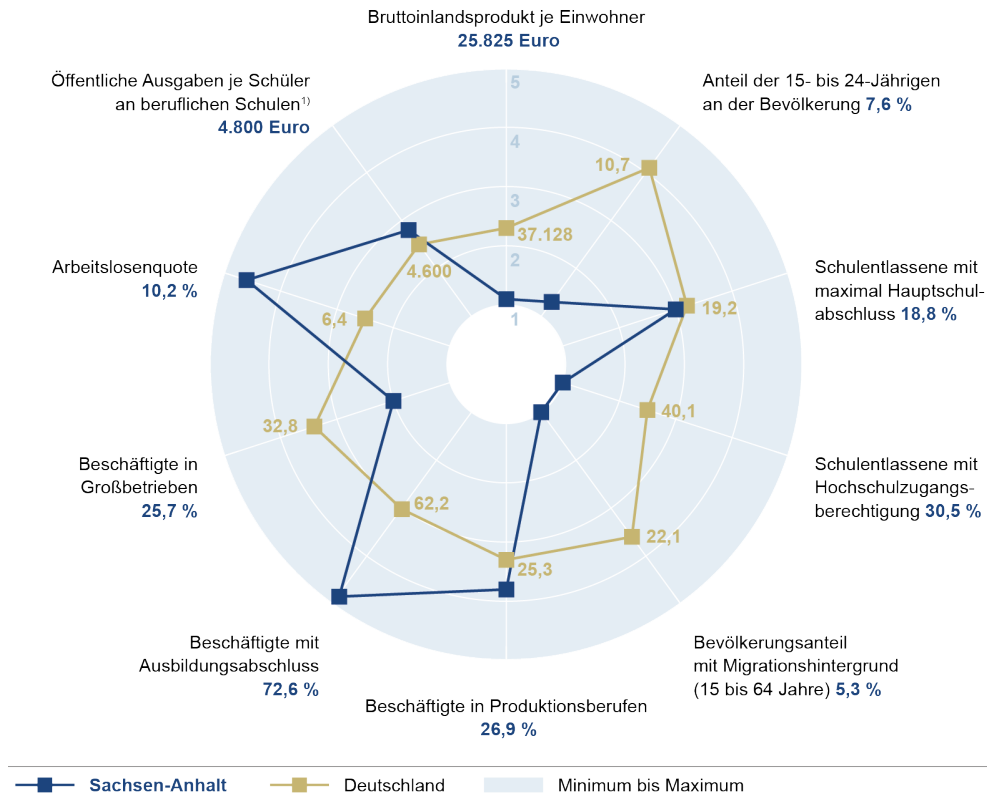 Bruttoinlandsprodukt je Einwohner
25.825 Euro
Öffentliche Ausgaben je Schüler
an beruflichen Schulen¹⁾
4.800 Euro
Anteil der 15- bis 24-Jährigen
an der Bevölkerung 7,6 %
5
4
3
2
1
10,7
37.128
4.600
Arbeitslosenquote
10,2 %
6,4
19,2
Schulentlassene mit
maximal Hauptschul-
abschluss 18,8 %
32,8
40,1
Beschäftigte in
Großbetrieben
25,7 %
Schulentlassene mit
Hochschulzugangs-
berechtigung 30,5 %
62,2
22,1
25,3
Beschäftigte mit
Ausbildungsabschluss
72,6 %
Bevölkerungsanteil
mit Migrationshintergrund
(15 bis 64 Jahre) 5,3 %
Beschäftigte in Produktionsberufen
26,9 %
Sachsen-Anhalt
Deutschland
Minimum bis Maximum